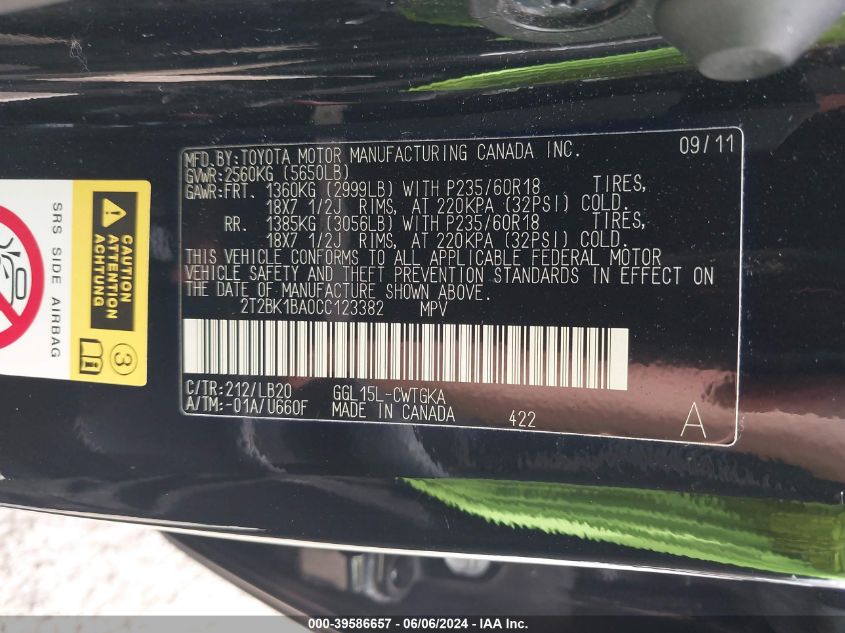 MFD.BY:TOYOTA MOTOR MANUFACTURING CANADA INC. 09/11
GVWR:2560KG (5650LB)
GAWR:FRT. 1360KG (2999LB) WITH P235/60R18 TIRES,
18X7 1/2J RIMS, AT 220KPA (32PSI) COLD.
RR. 1385KG (3056LB) WITH P235/60R18 TIRES,
18X7 1/2J RIMS, AT 220KPA (32PSI) COLD.
THIS VEHICLE CONFORMS TO ALL APPLICABLE FEDERAL MOTOR
VEHICLE SAFETY AND THEFT PREVENTION STANDARDS IN EFFECT ON
THE DATE OF MANUFACTURE SHOWN ABOVE.
2T2BK1BA0CC123382 MPV
C/TR:212/LB20 GGL15L-CWTGKA
A/TM:-01A/U660F MADE IN CANADA 422 A
SRS SIDE AIRBAG
CAUTION
ATTENTION
ACHTUNG
3
000-39586657 - 06/06/2024 - IAA Inc.